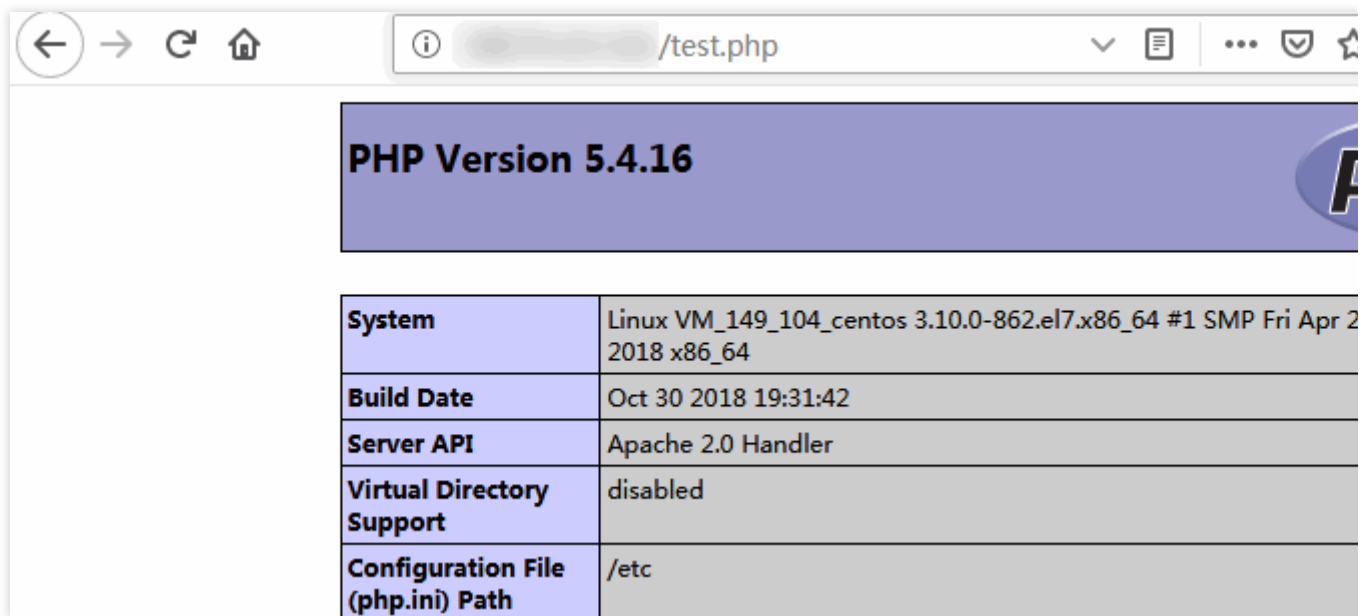 /test.php
PHP Version 5.4.16
System
Linux VM_149_104_centos 3.10.0-862.el7.x86_64 #1 SMP Fri Apr
2018 x86_64
Build Date
Oct 30 2018 19:31:42
Server API
Apache 2.0 Handler
Virtual Directory
Support
disabled
Configuration File
(php.ini) Path
/etc